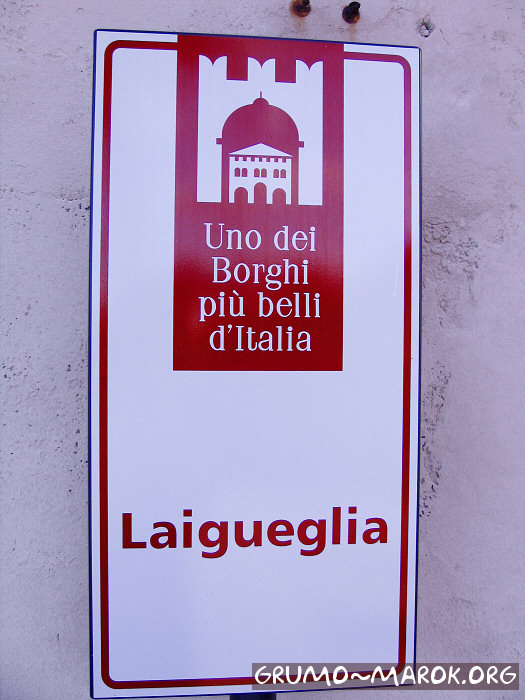 Uno dei
Borghi
più belli
d'Italia
Laigueglia
GRUMO~MAROK.ORG